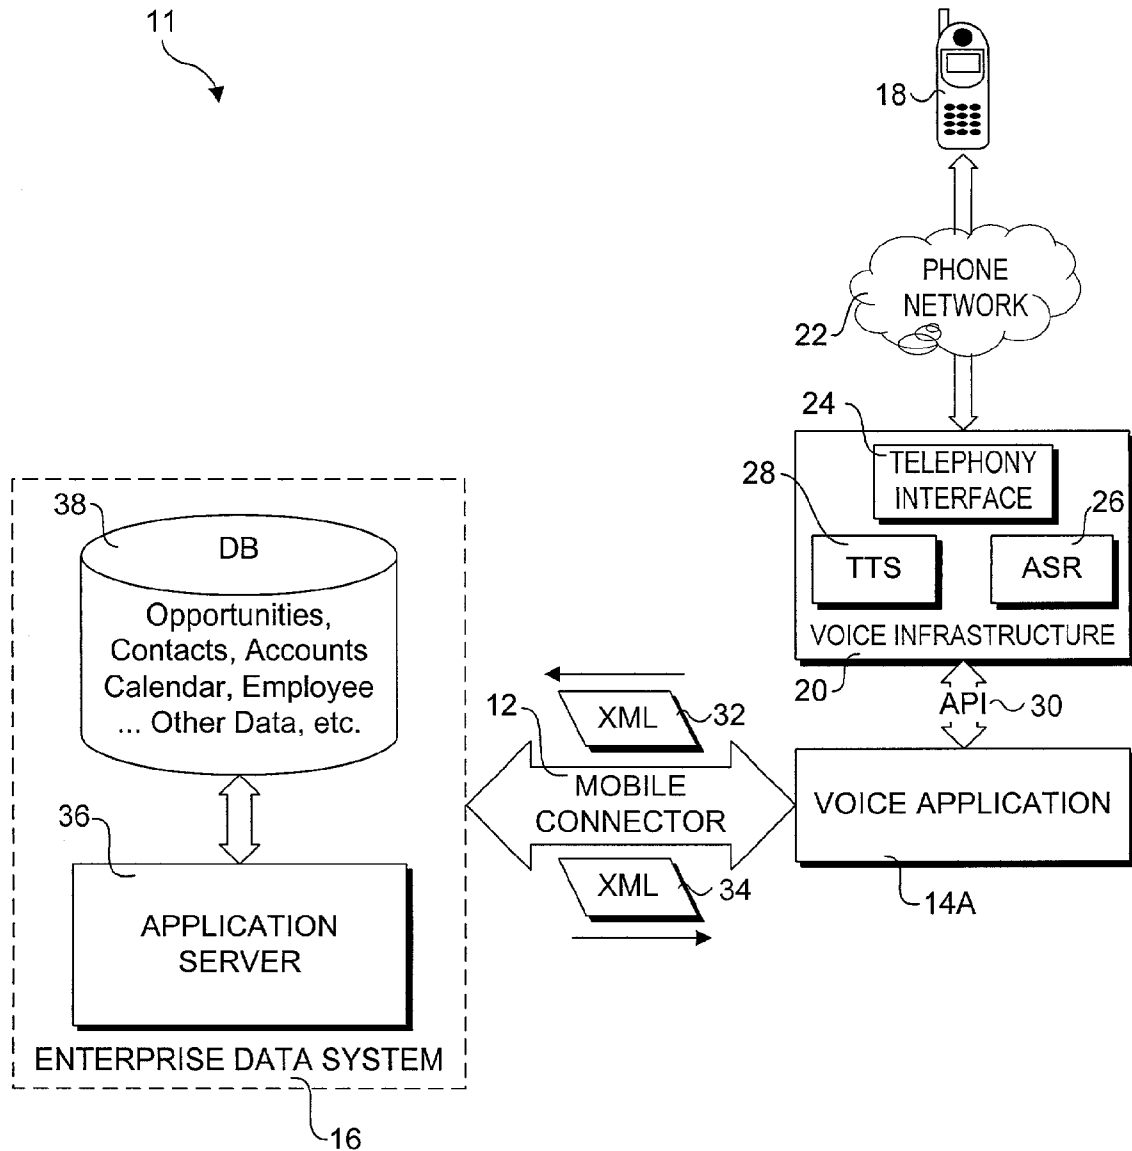 11
18
PHONE
NETWORK
22
24
TELEPHONY
INTERFACE
28
26
TTS
ASR
VOICE INFRASTRUCTURE
20
API
30
38
DB
Opportunities,
Contacts, Accounts
Calendar, Employee
... Other Data, etc.
12
XML
32
MOBILE
CONNECTOR
XML
34
VOICE APPLICATION
14A
36
APPLICATION
SERVER
ENTERPRISE DATA SYSTEM
16